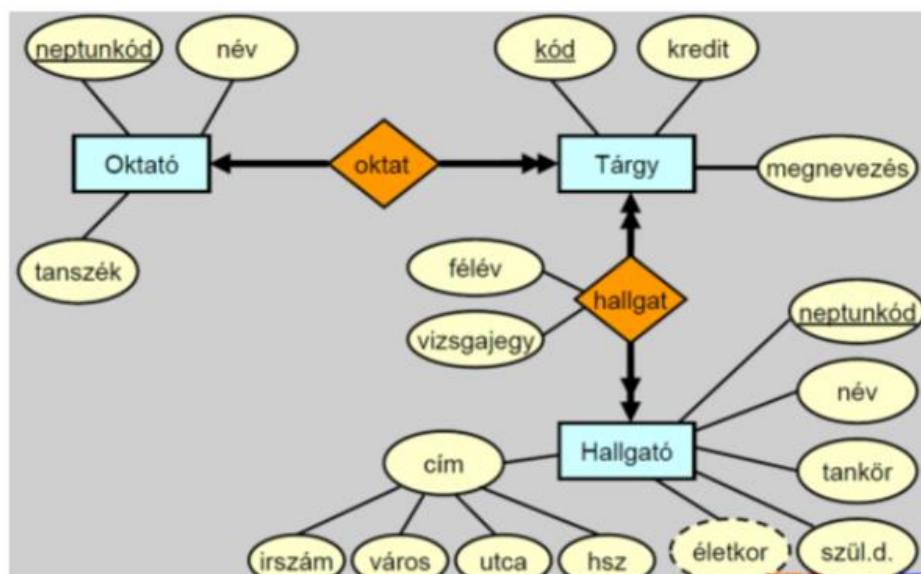 neptunkód
név
kód
kredit
Oktató
oktat
Tárgy
megnevezés
tanszék
félév
hallgat
neptunkód
vizsgajegy
név
cím
Hallgató
tankör
irszám
város
utca
hsz
életkor
szül.d.